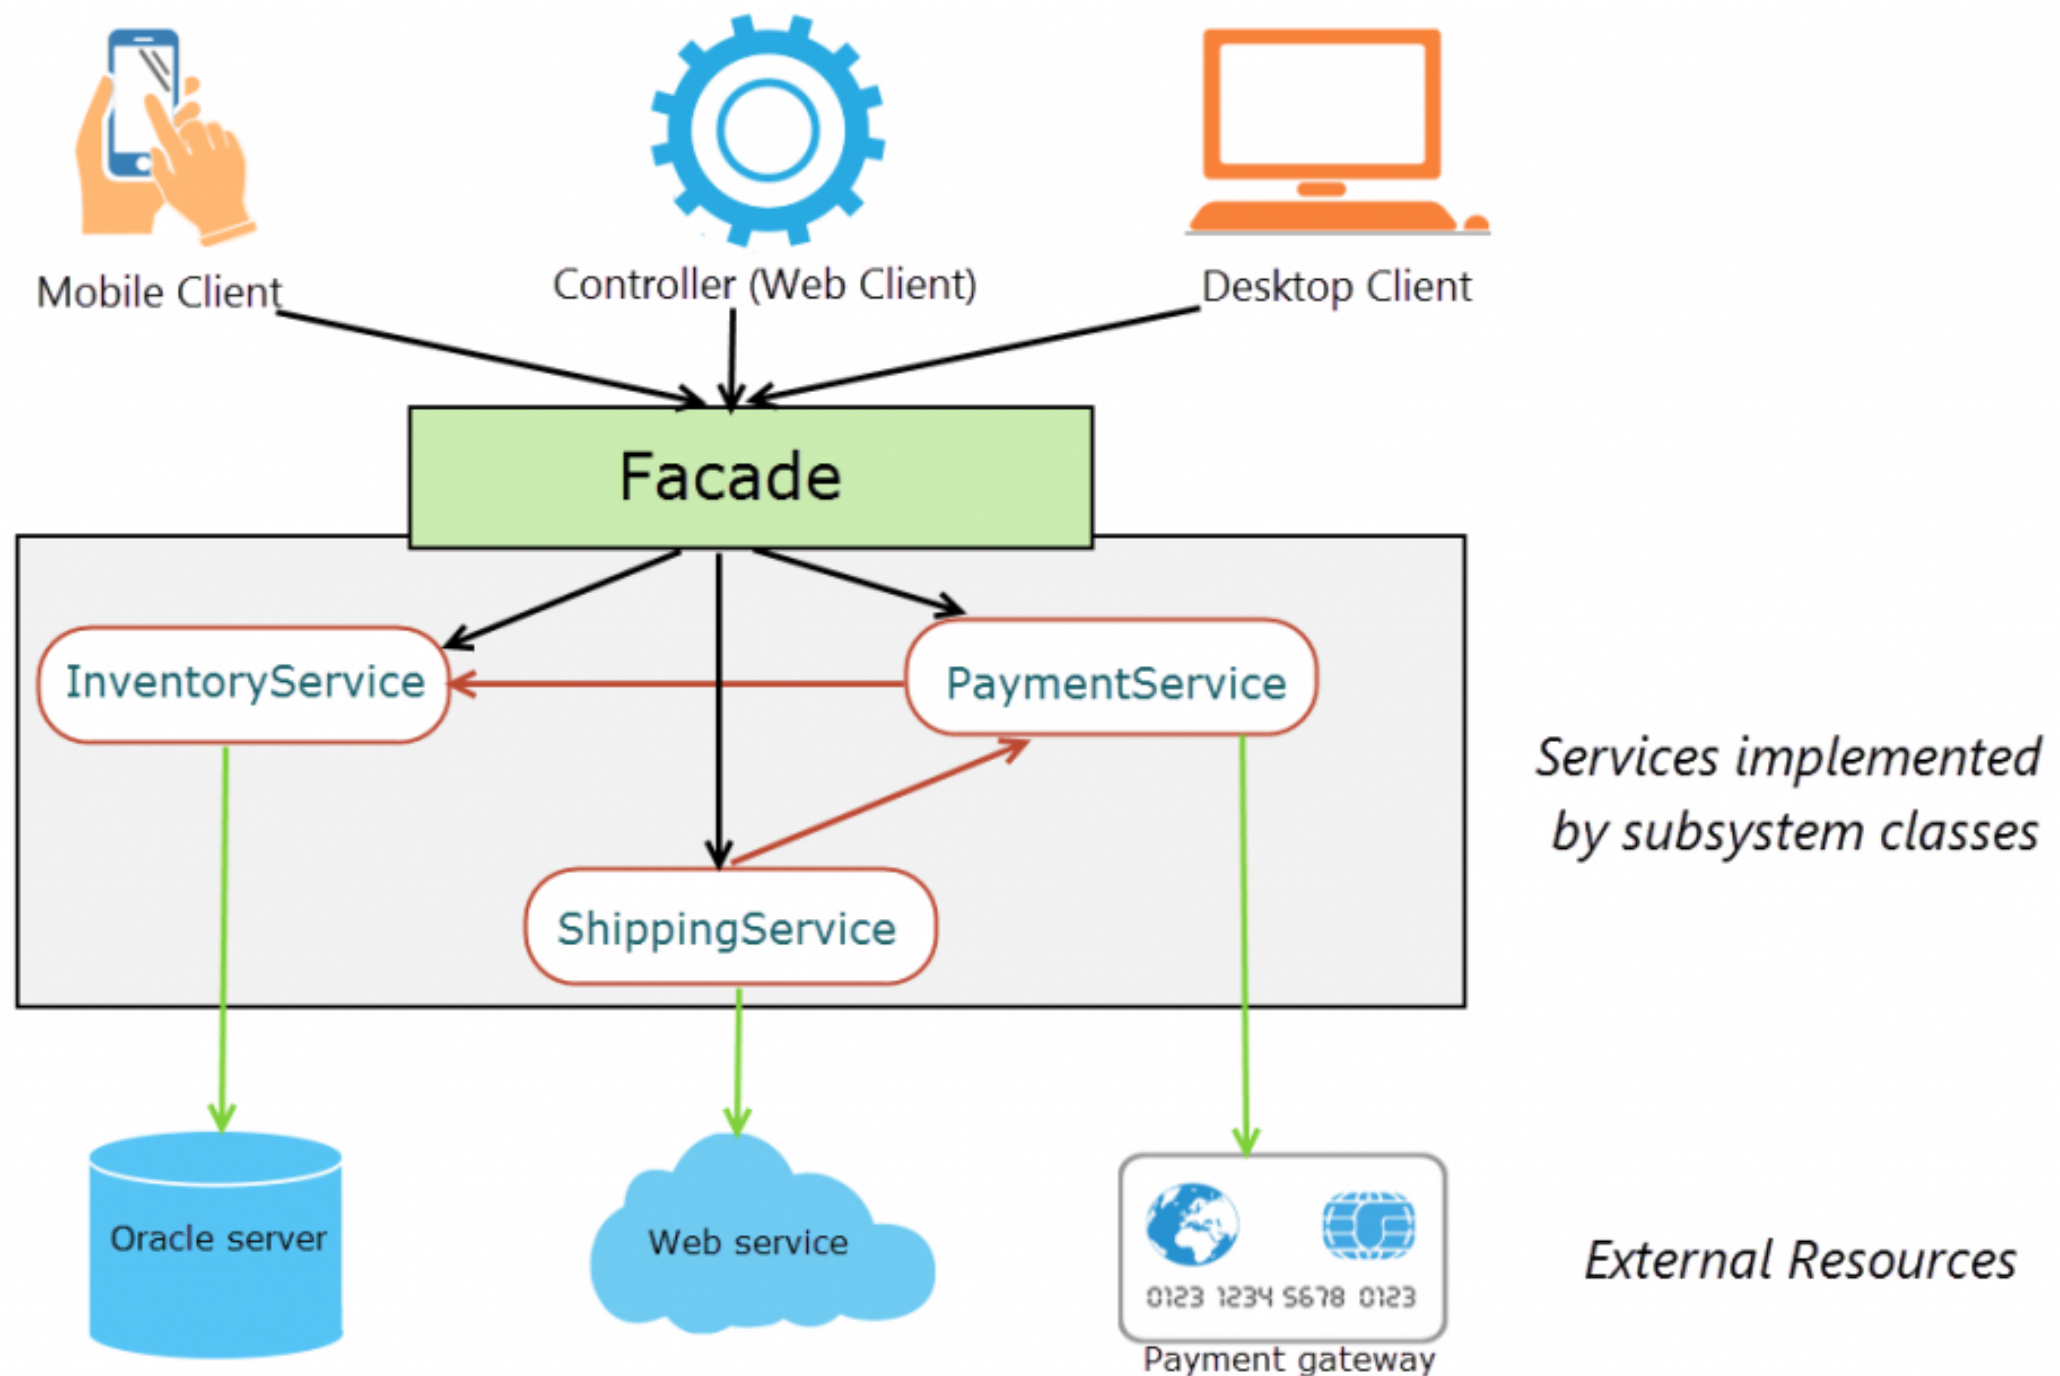 Mobile Client
Controller (Web Client)
Desktop Client
Facade
InventoryService
PaymentService
ShippingService
Services implemented
by subsystem classes
Oracle server
Web service
0123 1234 5678 0123
Payment gateway
External Resources